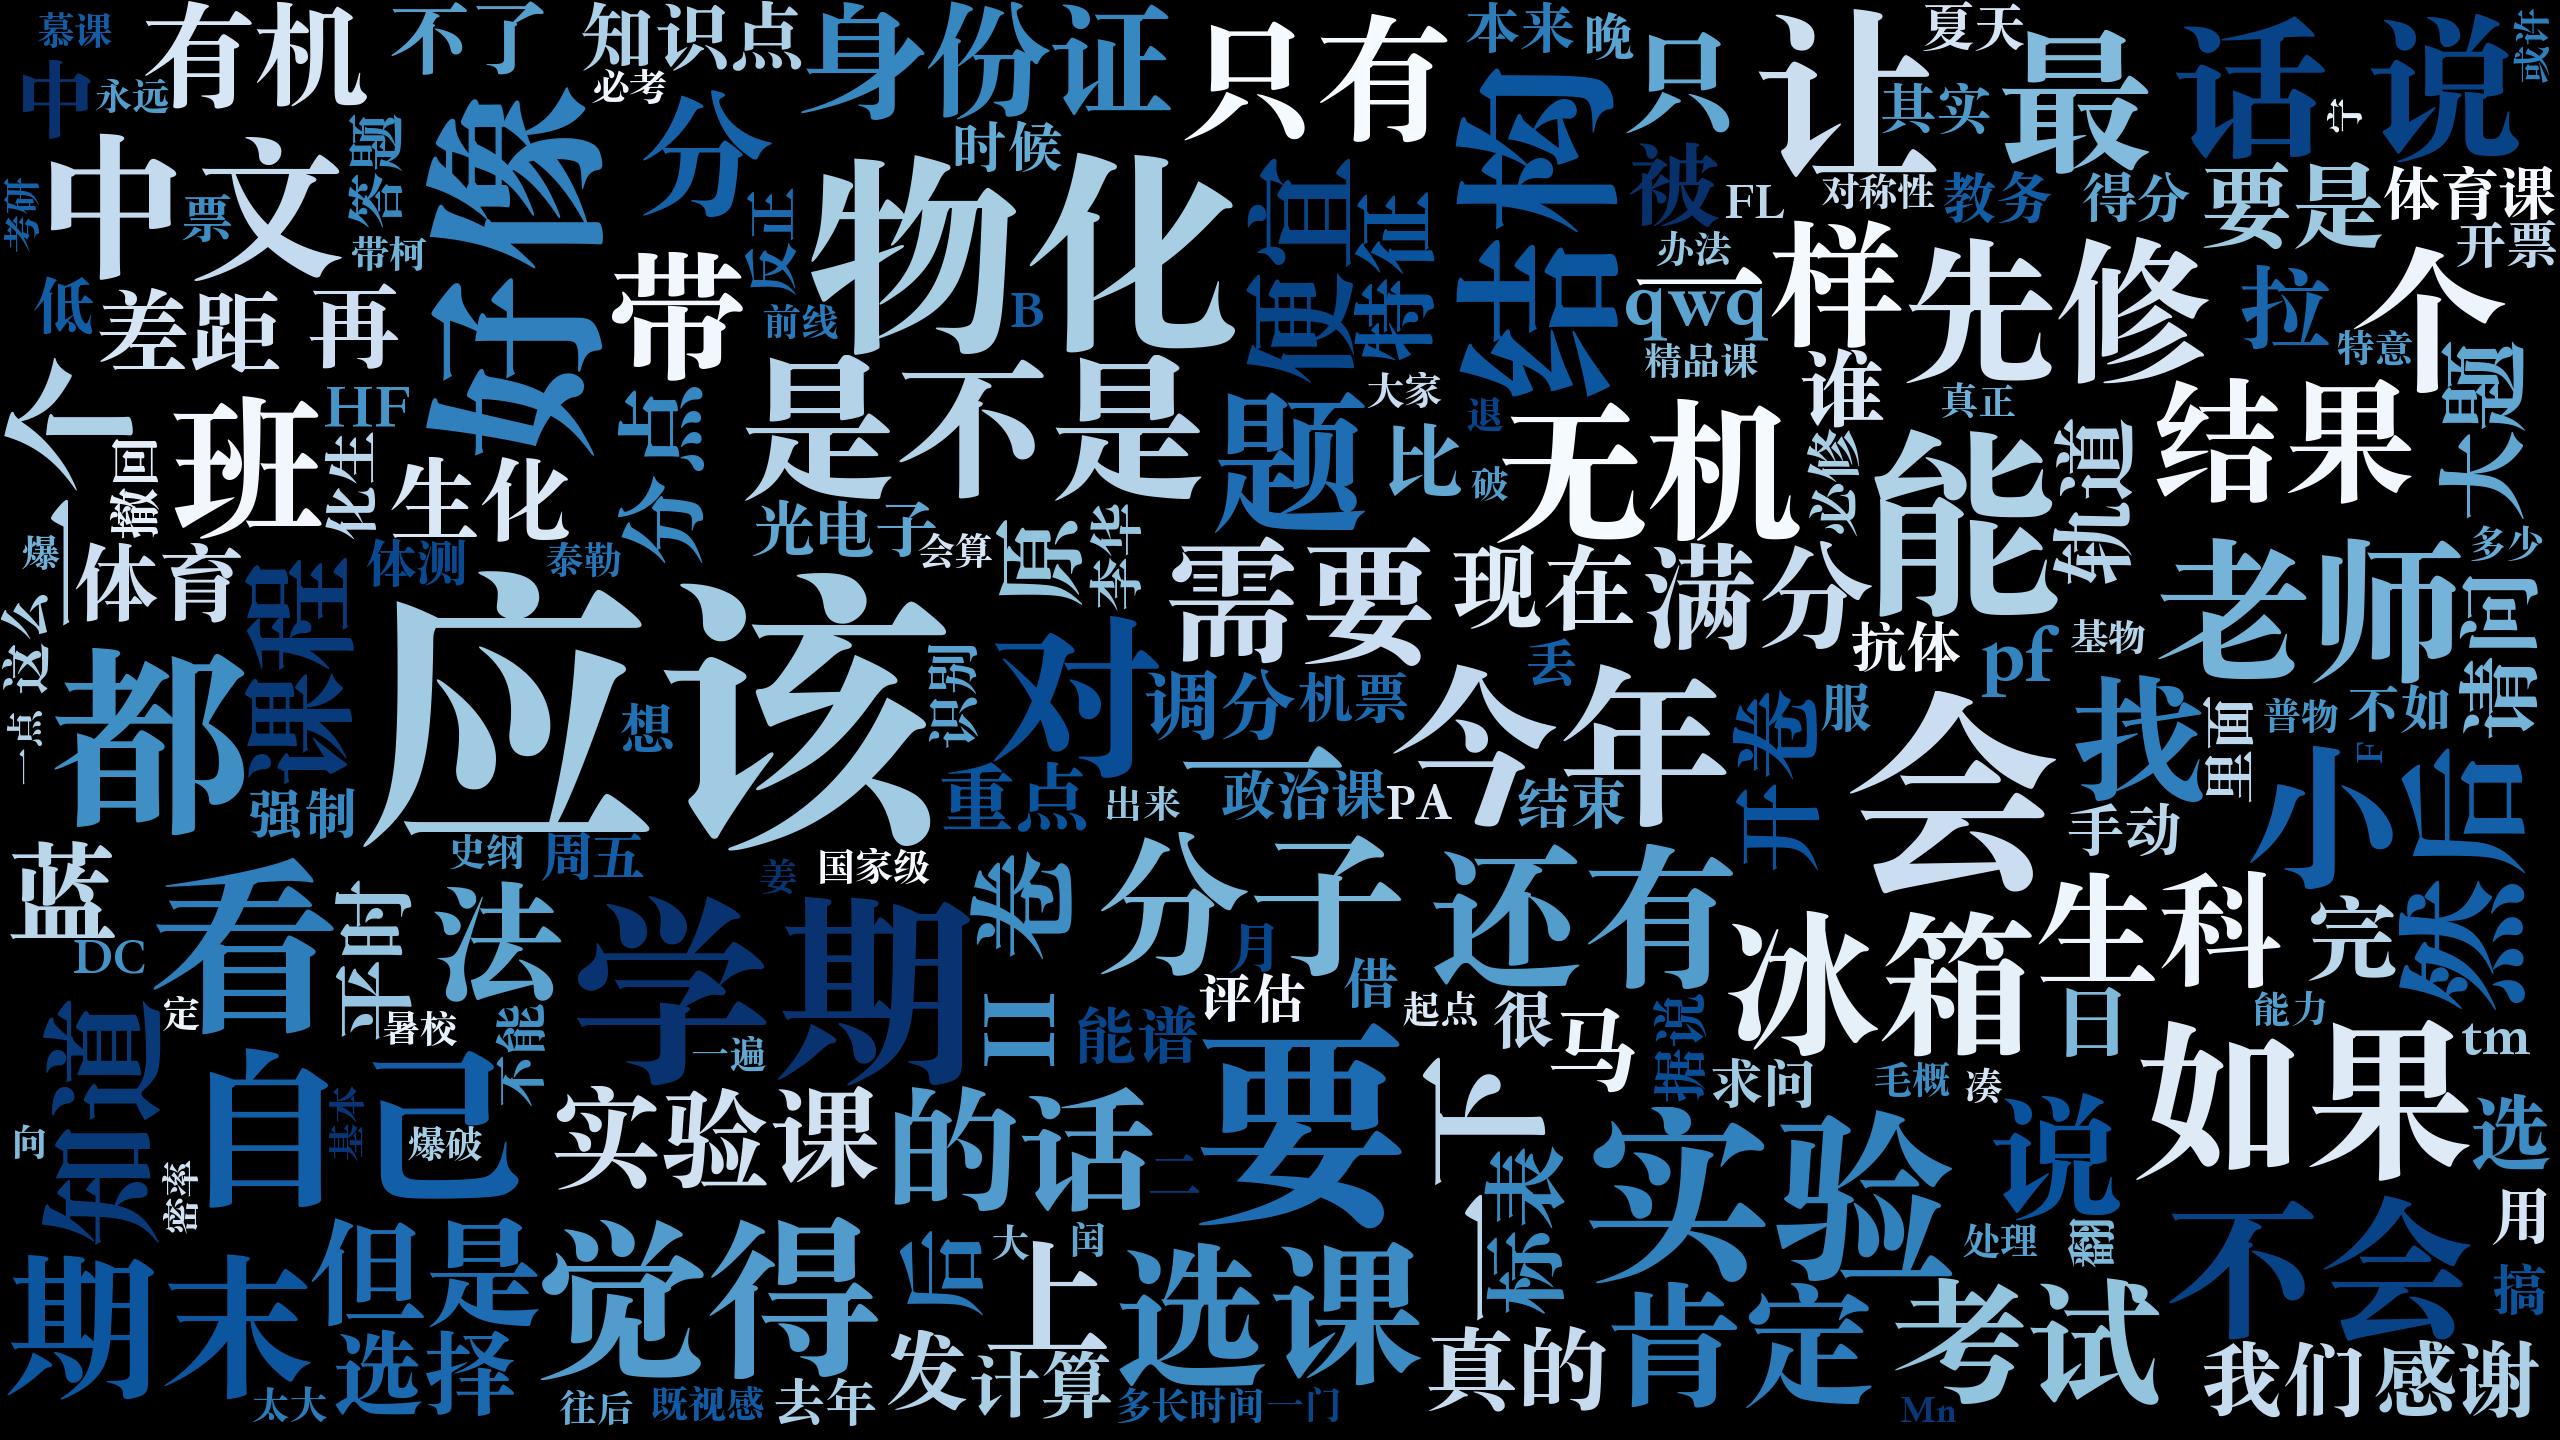 慕课
有机
不了
知识点
身份证
只有
本来
晚
只
让
夏天
最
话说
或许
中
永远
必考
分
好像
结构
其实
宁
中文
答题
时候
物化
便宜
被
FL
对称性
教务
得分
要是
体育课
考研
票
带柯
反正
特征
办法
开票
低
差距
再
带
前线
B
一
qwq
样
先修
拉
个
精品课
特意
个
班
HF
是不是
题
大家
谁
真正
结果
大题
撤回
化生
生化
分点
比
退
破
无机
必修
能
轨道
爆
一
体育
体测
泰勒
光电子
会算
原
李华
需要
现在
满分
老师
多少
这么
课程
应该
识别
对
抗体
pf
基物
请问
一点
都
想
调分
机票
丢
今年
开卷
服
找
里面
普物
不如
强制
重点
出来
一
政治课
PA
结束
会
手动
小
F
然后
史纲
周五
姜
国家级
蓝
看
平时
法
学期
卷
分子
还有
冰箱
生科
完
DC
定
暑校
不能
一遍
II
能谱
月
评估
借
起点
很
马
据说
日
能力
tm
知道
自己
基本
爆破
实验课
的话
二
要
下
求问
毛概
凑
实验
说
如果
选
向
密率
一
标表
处理
翻
不会
用
期末
但是
觉得
后
大
上
闰
选课
肯定
考试
搞
太大
选择
往后
既视感
去年
发
计算
多长时间
一门
真的
Mn
我们
感谢